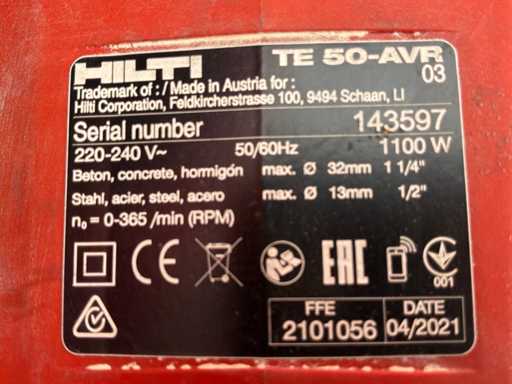 HILTI TE 50-AVR
Trademark of : / Made in Austria for : 03
Hilti Corporation, Feldkircherstrasse 100, 9494 Schaan, LI
Serial number 143597
220-240 V~ 50/60Hz 1100 W
Beton, concrete, hormigón max. Ø 32mm 1 1/4"
Stahl, acier, steel, acero max. Ø 13mm 1/2"
n₀ = 0-365 /min (RPM)
CE EAC 001
FFE DATE
2101056 04/2021